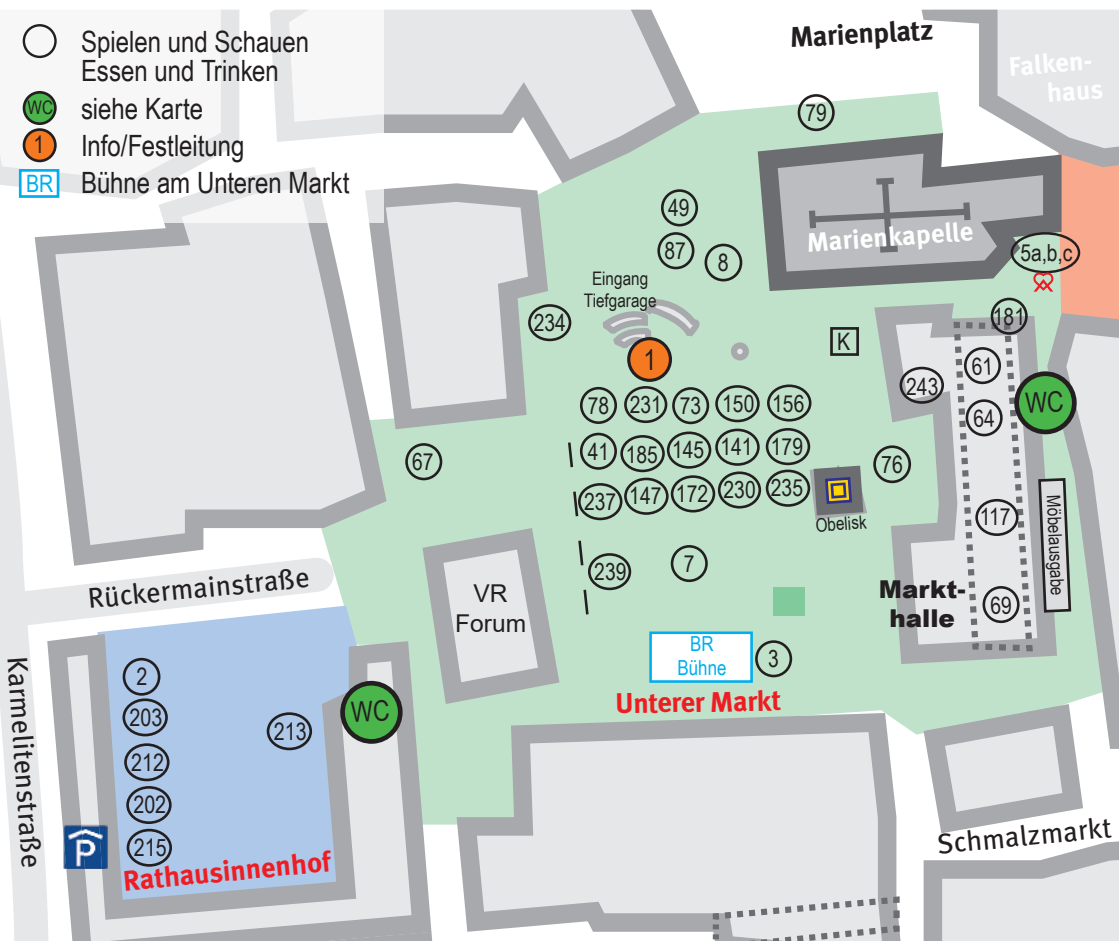 Spielen und Schauen
Essen und Trinken
WC siehe Karte
1 Info/Festleitung
BR Bühne am Unteren Markt
Marienplatz
Falken-
haus
79
49
87
8
Marienkapelle
5a,b,c
Eingang
Tiefgarage
234
181
K
1
61
243
WC
78 231 73 150 156
64
41 185 145 141 179
67
76
237 147 172 230 235
Obelisk
117
Möbelausgabe
239
7
Rückermainstraße
VR
Forum
Markt-
halle
69
BR
Bühne
3
Unterer Markt
Karmelitenstraße
2
203
213
WC
212
202
215
P
Rathausinnenhof
Schmalzmarkt